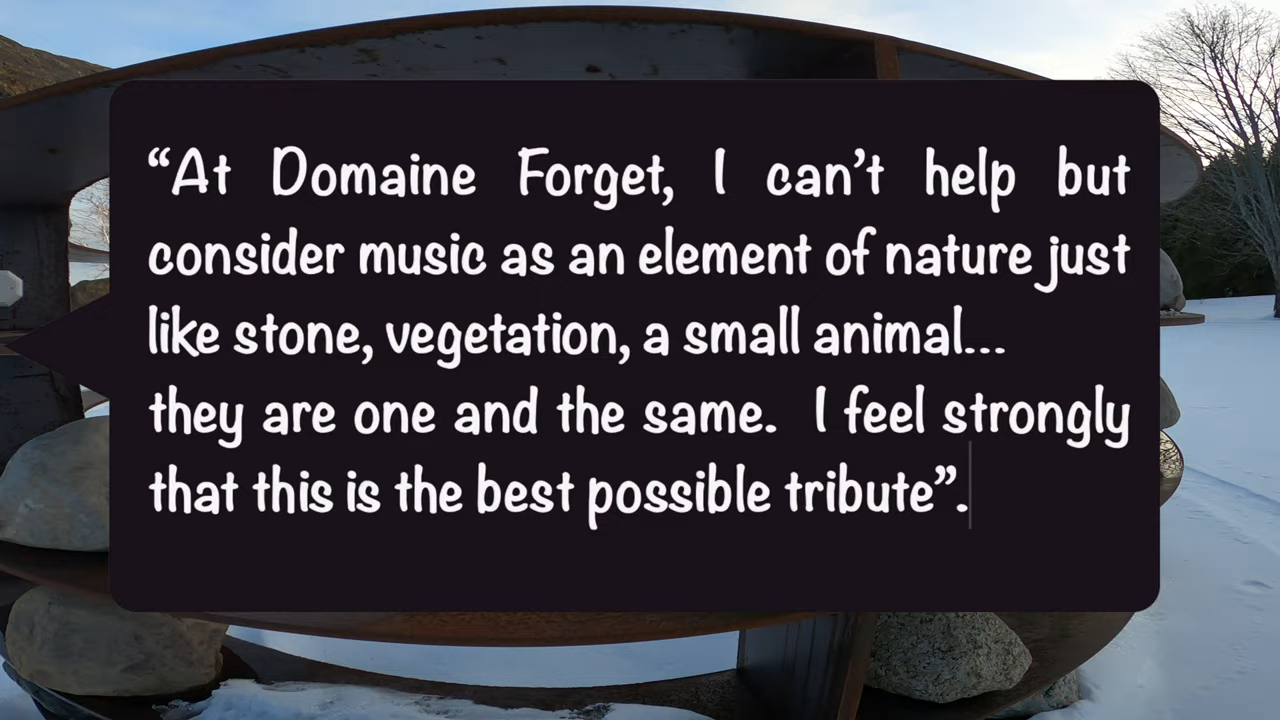 “At Domaine Forget, I can’t help but
consider music as an element of nature just
like stone, vegetation, a small animal...
they are one and the same.  I feel strongly
that this is the best possible tribute”.